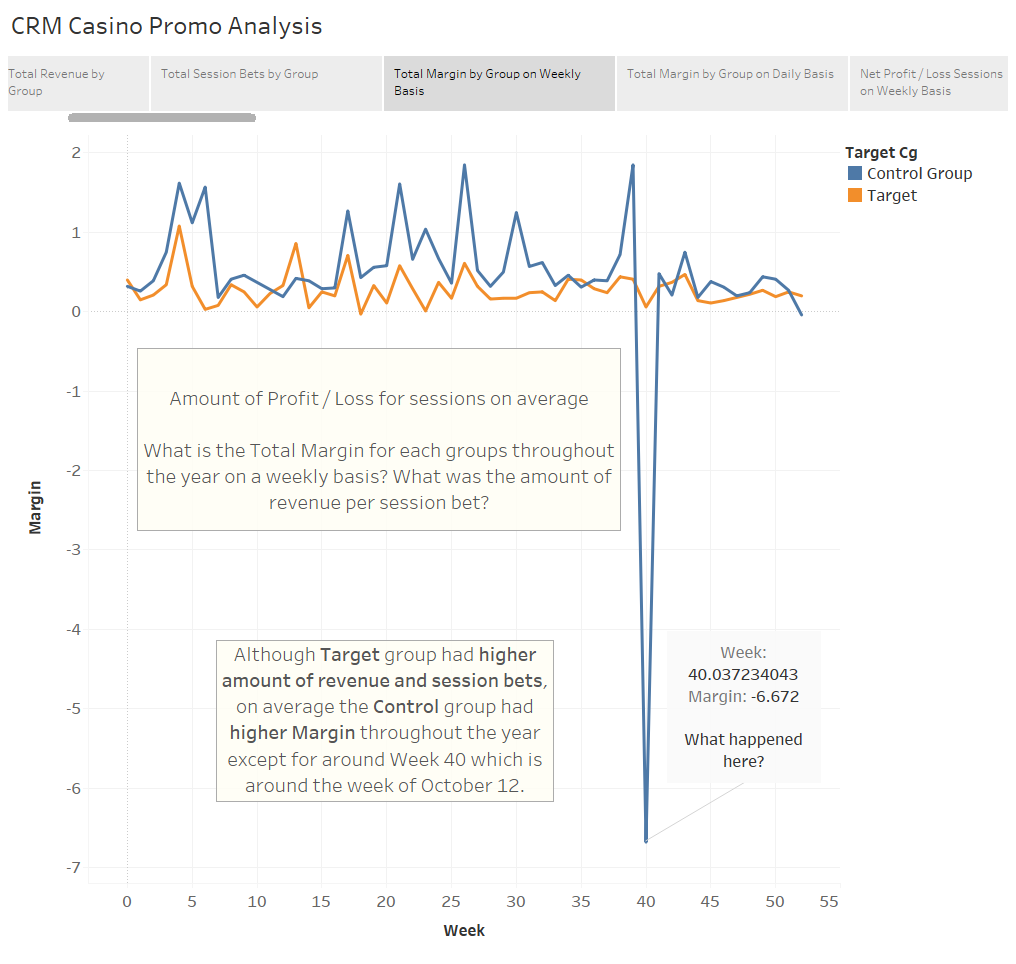 CRM Casino Promo Analysis
Total Revenue by
Group
Total Session Bets by Group
Total Margin by Group on Weekly
Basis
Total Margin by Group on Daily Basis
Net Profit / Loss Sessions
on Weekly Basis
Target Cg
Control Group
Target
2
1
0
-1
-2
-3
-4
-5
-6
-7
Margin
Amount of Profit / Loss for sessions on average
What is the Total Margin for each groups throughout
the year on a weekly basis? What was the amount of
revenue per session bet?
Although Target group had higher
amount of revenue and session bets,
on average the Control group had
higher Margin throughout the year
except for around Week 40 which is
around the week of October 12.
Week:
40.037234043
Margin: -6.672
What happened
here?
0 5 10 15 20 25 30 35 40 45 50 55
Week